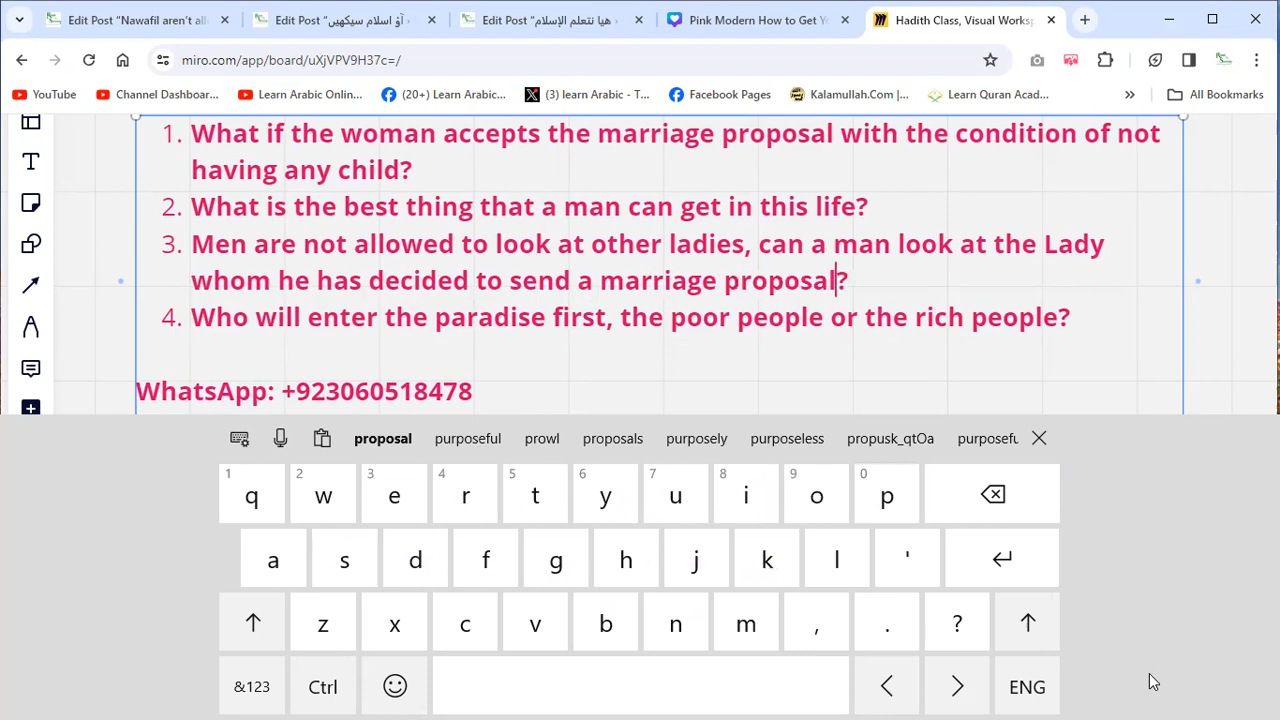 Edit Post “Nawafil aren’t all
Edit Post “آؤ اسلام سیکھیں
Edit Post “هيا نتعلم الإسلام
Pink Modern How to Get Yo
Hadith Class, Visual Worksp
miro.com/app/board/uXjVPV9H37c=/
YouTube
Channel Dashboar...
Learn Arabic Onlin...
(20+) Learn Arabic...
(3) learn Arabic - T...
Facebook Pages
Kalamullah.Com |...
Learn Quran Acad...
All Bookmarks
1. What if the woman accepts the marriage proposal with the condition of not
having any child?
2. What is the best thing that a man can get in this life?
3. Men are not allowed to look at other ladies, can a man look at the Lady
whom he has decided to send a marriage proposal?
4. Who will enter the paradise first, the poor people or the rich people?
WhatsApp: +923060518478
proposal purposeful prowl proposals purposely purposeless propusk_qtOa purposefu
1 2 3 4 5 6 7 8 9 0
q w e r t y u i o p
a s d f g h j k l '
z x c v b n m , . ?
&123 Ctrl ENG